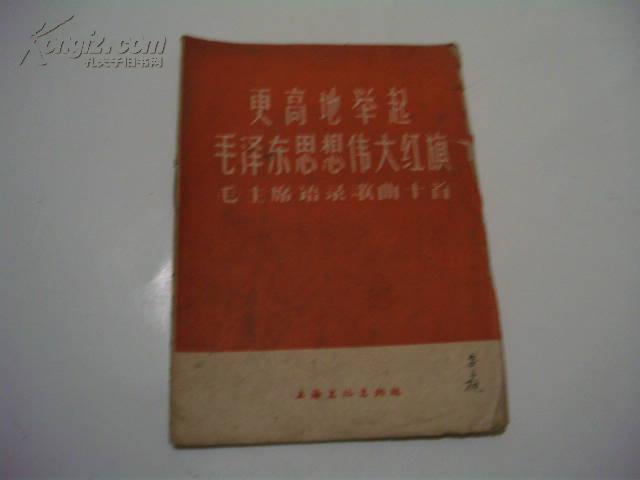 Kongfz.com
孔夫子旧书网
更高地举起
毛泽东思想伟大红旗
毛主席语录歌曲十首
上海文化出版社